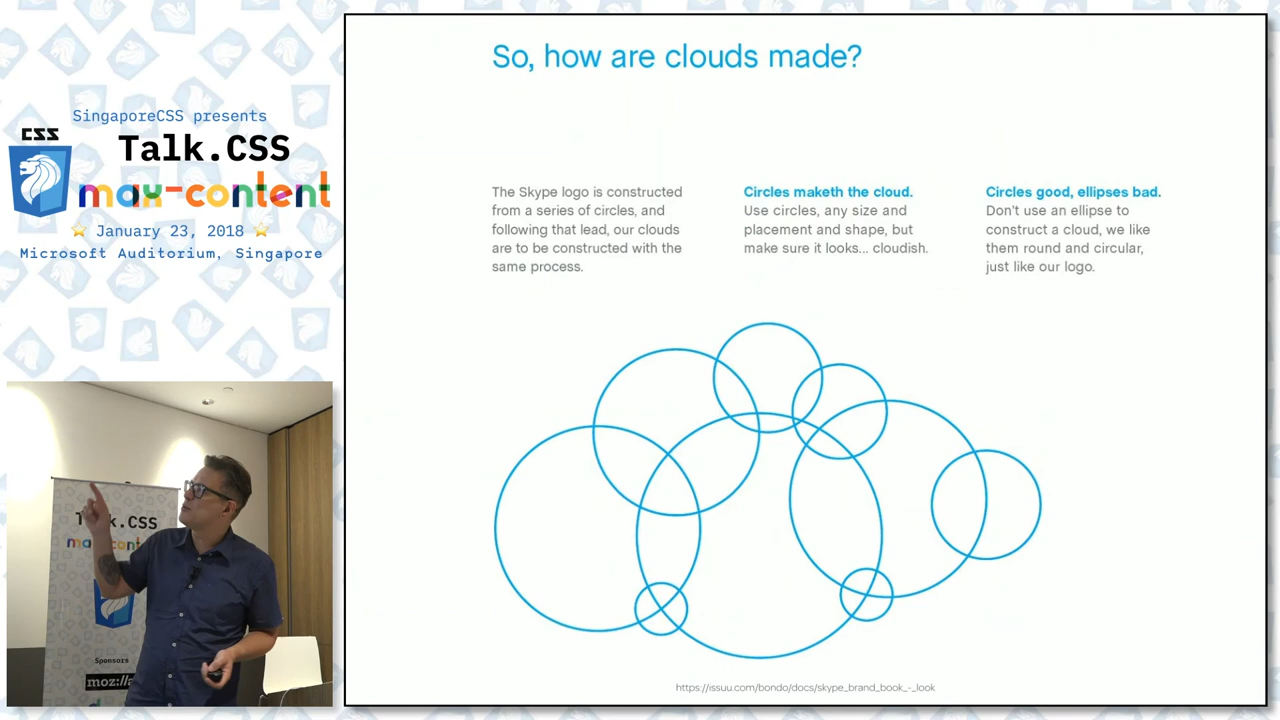 SingaporeCSS presents
CSS
Talk.CSS
max-content
⭐ January 23, 2018 ⭐
Microsoft Auditorium, Singapore
So, how are clouds made?
The Skype logo is constructed
from a series of circles, and
following that lead, our clouds
are to be constructed with the
same process.
Circles maketh the cloud.
Use circles, any size and
placement and shape, but
make sure it looks... cloudish.
Circles good, ellipses bad.
Don't use an ellipse to
construct a cloud, we like
them round and circular,
just like our logo.
https://issuu.com/bondo/docs/skype_brand_book_-_look
Sponsors
moz://a